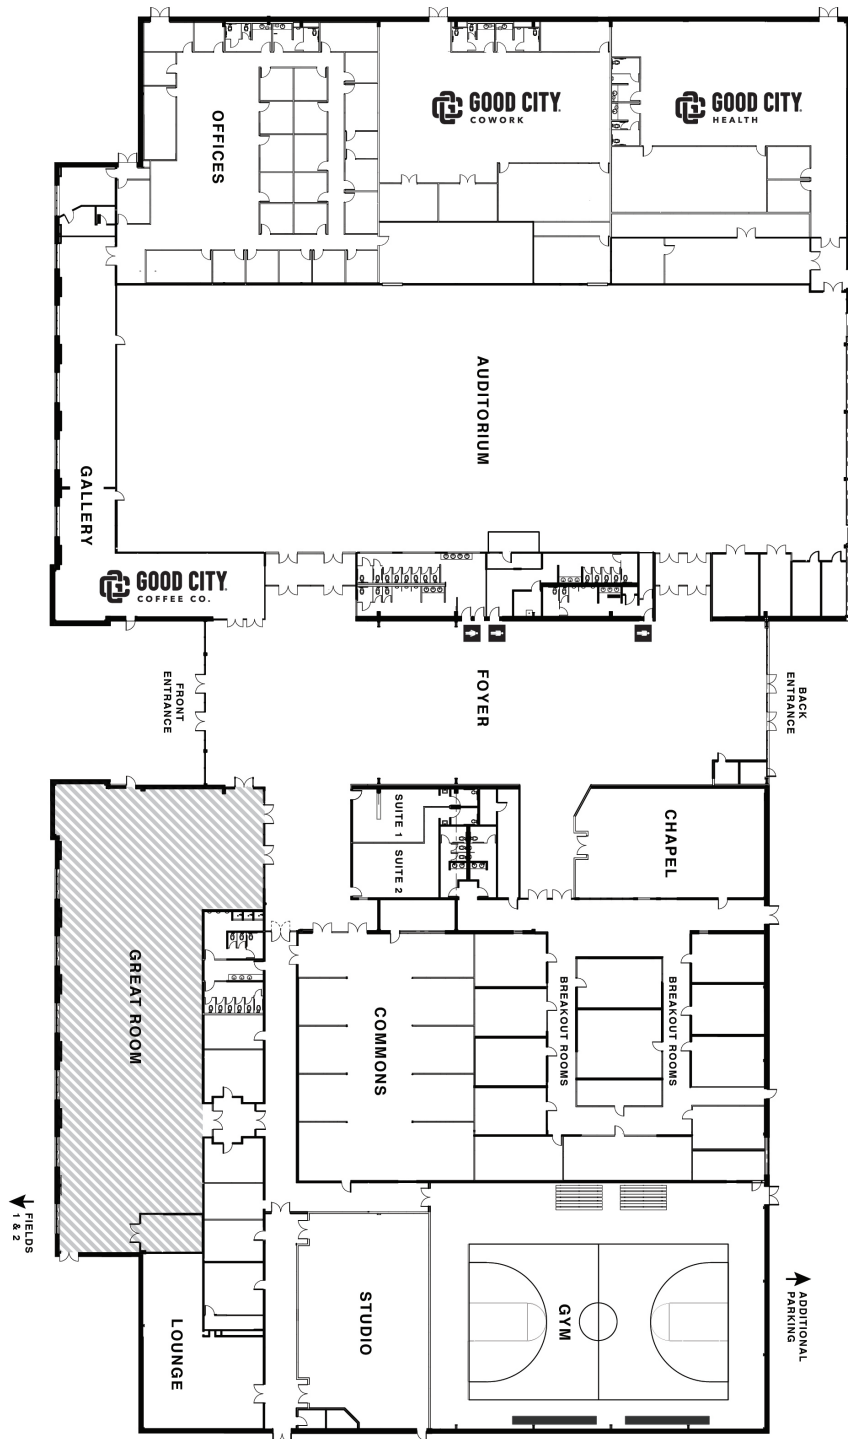 OFFICES
GOOD CITY.
COWORK
GOOD CITY.
HEALTH
AUDITORIUM
GALLERY
GOOD CITY.
COFFEE CO.
FRONT
ENTRANCE
FOYER
BACK
ENTRANCE
SUITE 1
SUITE 2
CHAPEL
GREAT ROOM
COMMONS
BREAKOUT ROOMS
BREAKOUT ROOMS
FIELDS
1 & 2
LOUNGE
STUDIO
GYM
ADDITIONAL
PARKING